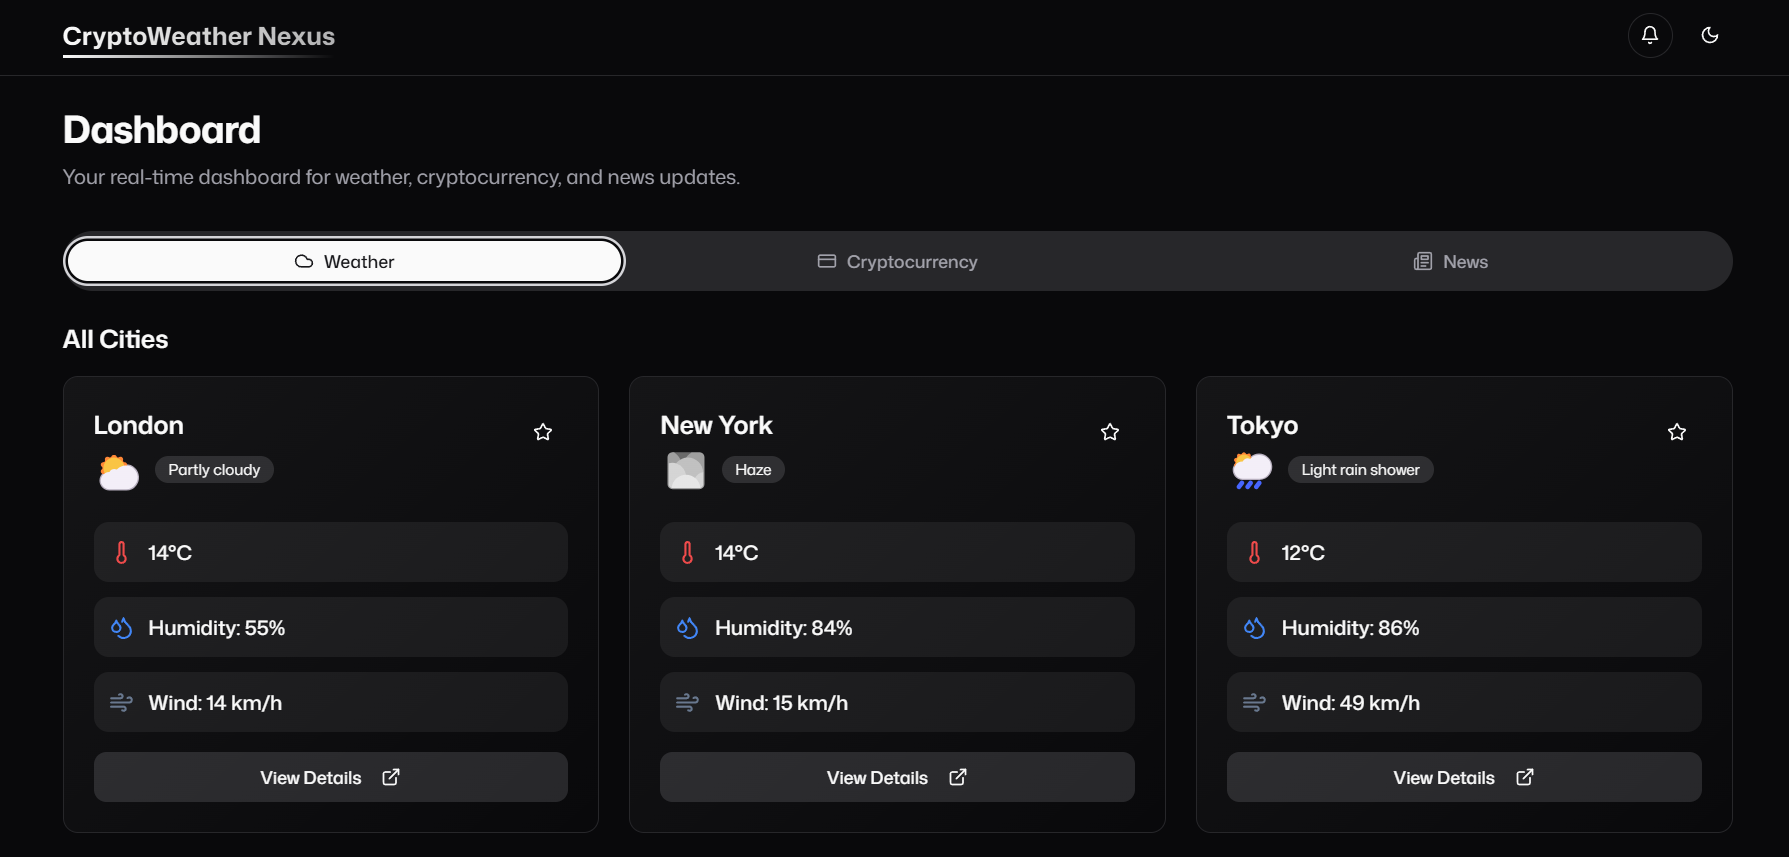 CryptoWeather Nexus
Dashboard
Your real-time dashboard for weather, cryptocurrency, and news updates.
Weather
Cryptocurrency
News
All Cities
London
Partly cloudy
14°C
Humidity: 55%
Wind: 14 km/h
View Details
New York
Haze
14°C
Humidity: 84%
Wind: 15 km/h
View Details
Tokyo
Light rain shower
12°C
Humidity: 86%
Wind: 49 km/h
View Details